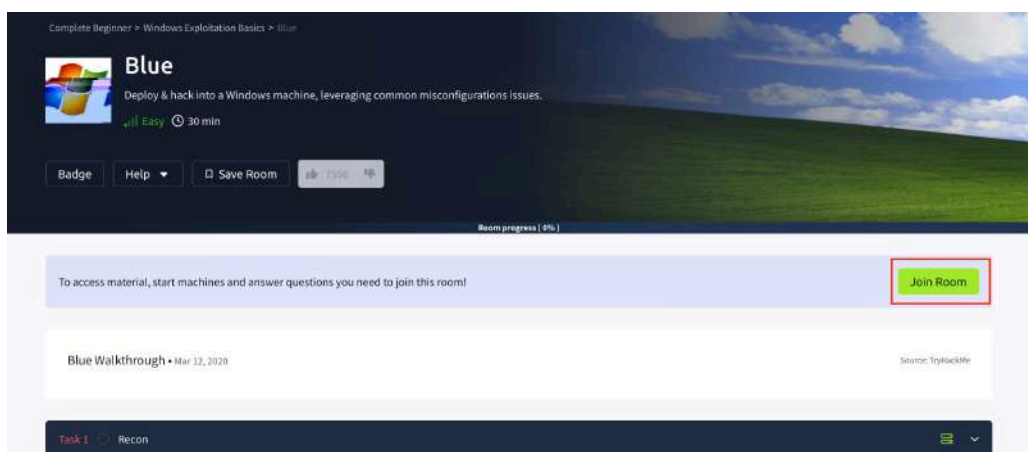 Complete Beginner > Windows Exploitation Basics > Blue
Blue
Deploy & hack into a Windows machine, leveraging common misconfigurations issues.
Easy 30 min
Badge Help Save Room 7556
Room progress ( 0% )
To access material, start machines and answer questions you need to join this room!
Join Room
Blue Walkthrough • Mar 12, 2020
Source: TryHackMe
Task 1 Recon